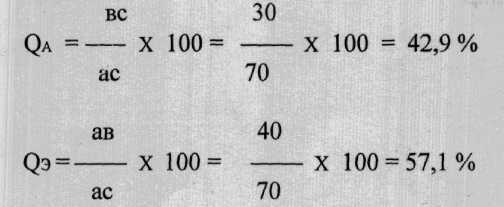 вс 30
QА = —— X 100 = —— X 100 = 42,9 %
ас 70
ав 40
Qэ = —— X 100 = —— X 100 = 57,1 %
ас 70